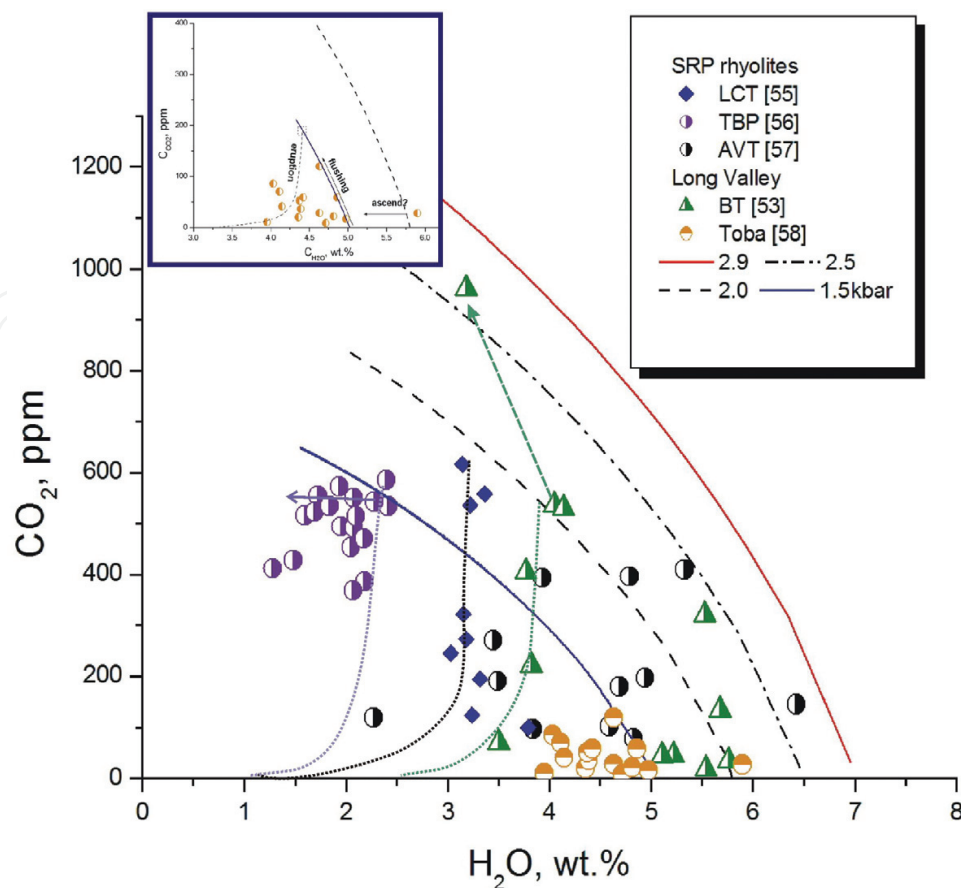 400
300
200
100
0
C_CO2, ppm
eruption
flushing
ascend?
3.0 3.5 4.0 4.5 5.0 5.5 6.0
C_H2O, wt.%
SRP rhyolites
LCT [55]
TBP [56]
AVT [57]
Long Valley
BT [53]
Toba [58]
2.9 2.5
2.0 1.5kbar
1200
1000
800
600
400
200
0
CO2, ppm
0 1 2 3 4 5 6 7 8
H2O, wt.%